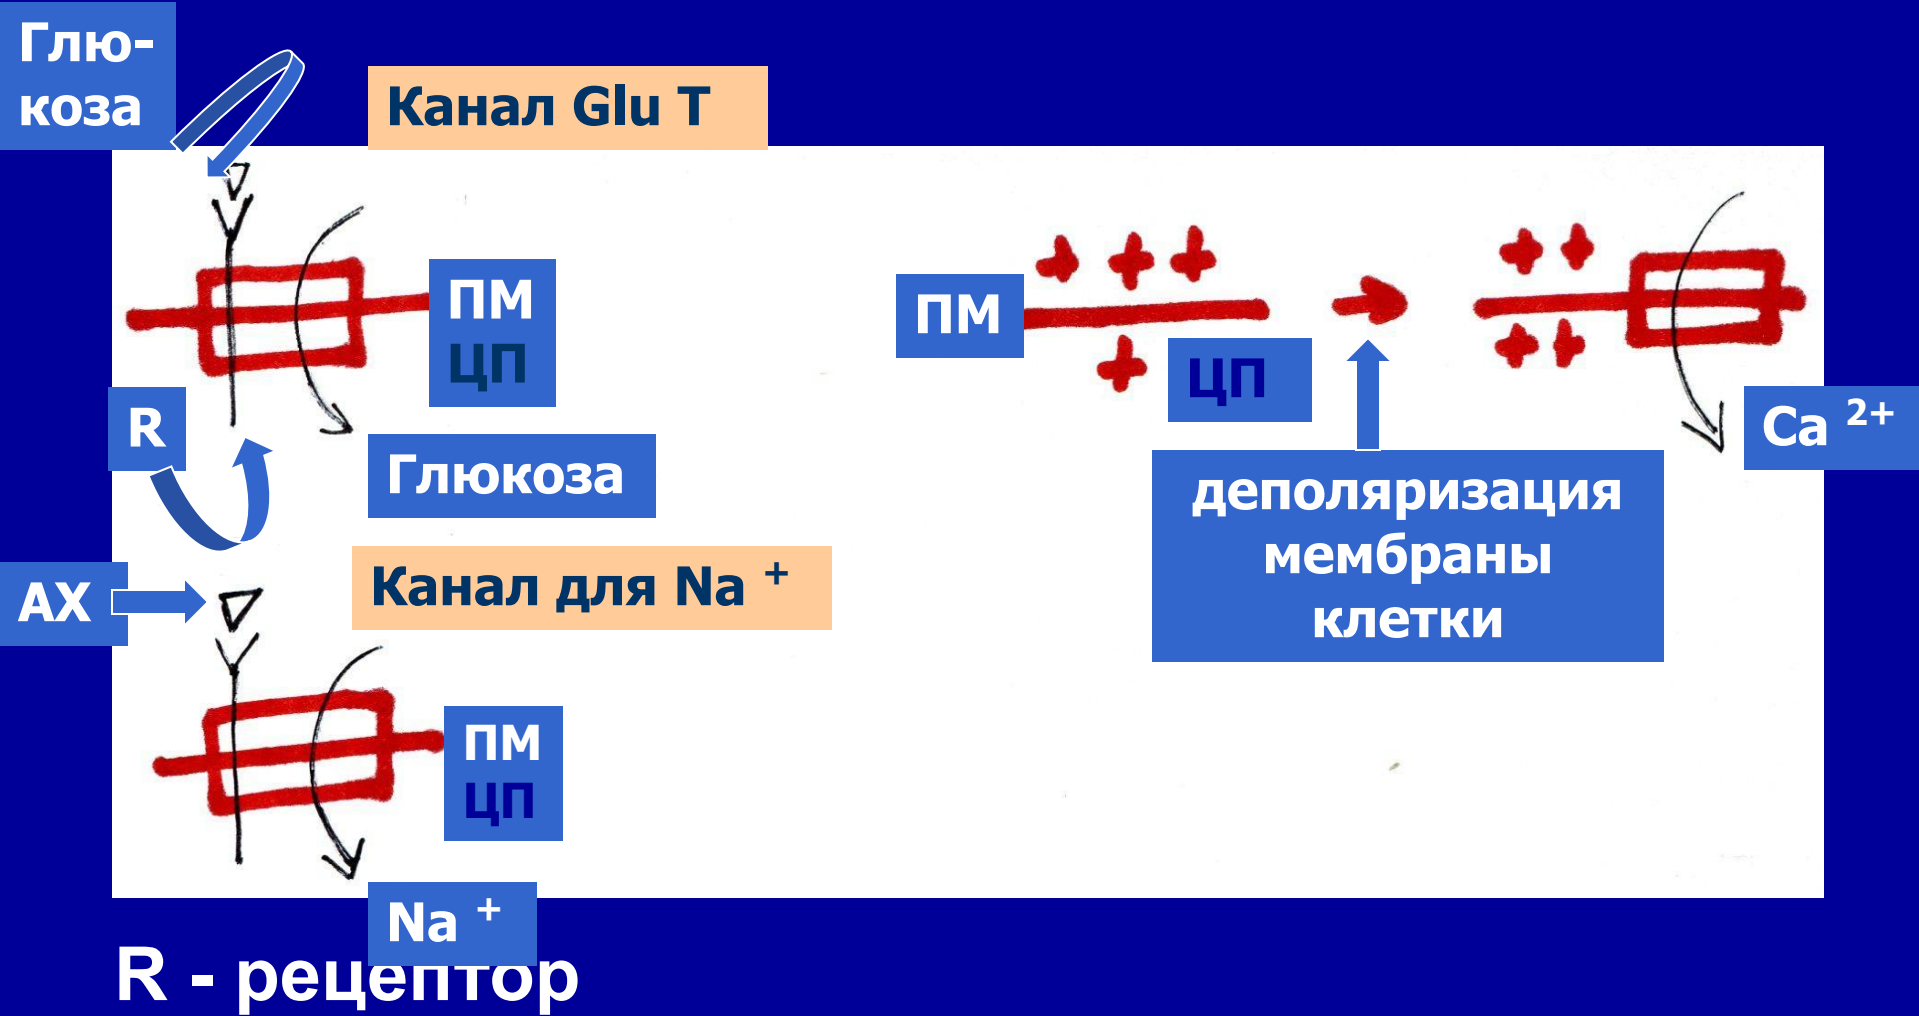 Глю-
коза
Канал Glu T
ПМ
ЦП
R
Глюкоза
АХ
Канал для Na +
ПМ
ЦП
Na +
ПМ
ЦП
деполяризация
мембраны
клетки
Ca 2+
R - рецептор